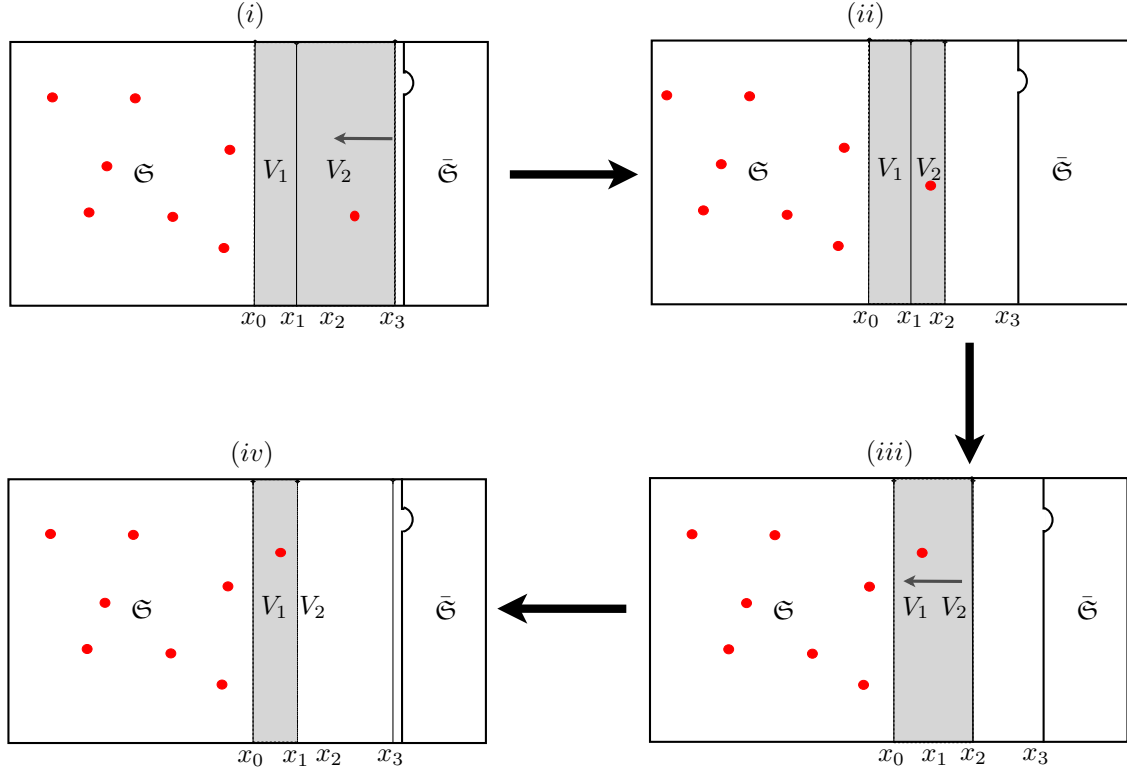 (i)
𝔖 V₁ V₂ 𝔖̄
x₀ x₁ x₂ x₃
(ii)
𝔖 V₁ V₂ 𝔖̄
x₀ x₁ x₂ x₃
(iv)
𝔖 V₁ V₂ 𝔖̄
x₀ x₁ x₂ x₃
(iii)
𝔖 V₁ V₂ 𝔖̄
x₀ x₁ x₂ x₃